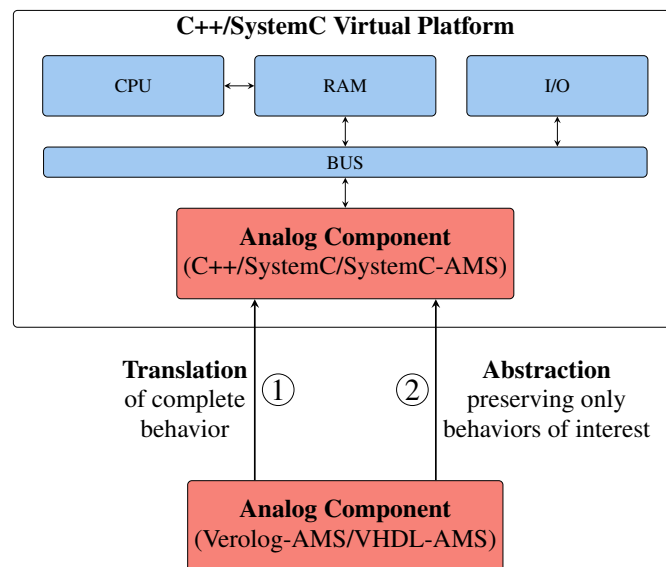 C++/SystemC Virtual Platform
CPU
RAM
I/O
BUS
Analog Component
(C++/SystemC/SystemC-AMS)
Translation
of complete
behavior
1
2
Abstraction
preserving only
behaviors of interest
Analog Component
(Verolog-AMS/VHDL-AMS)